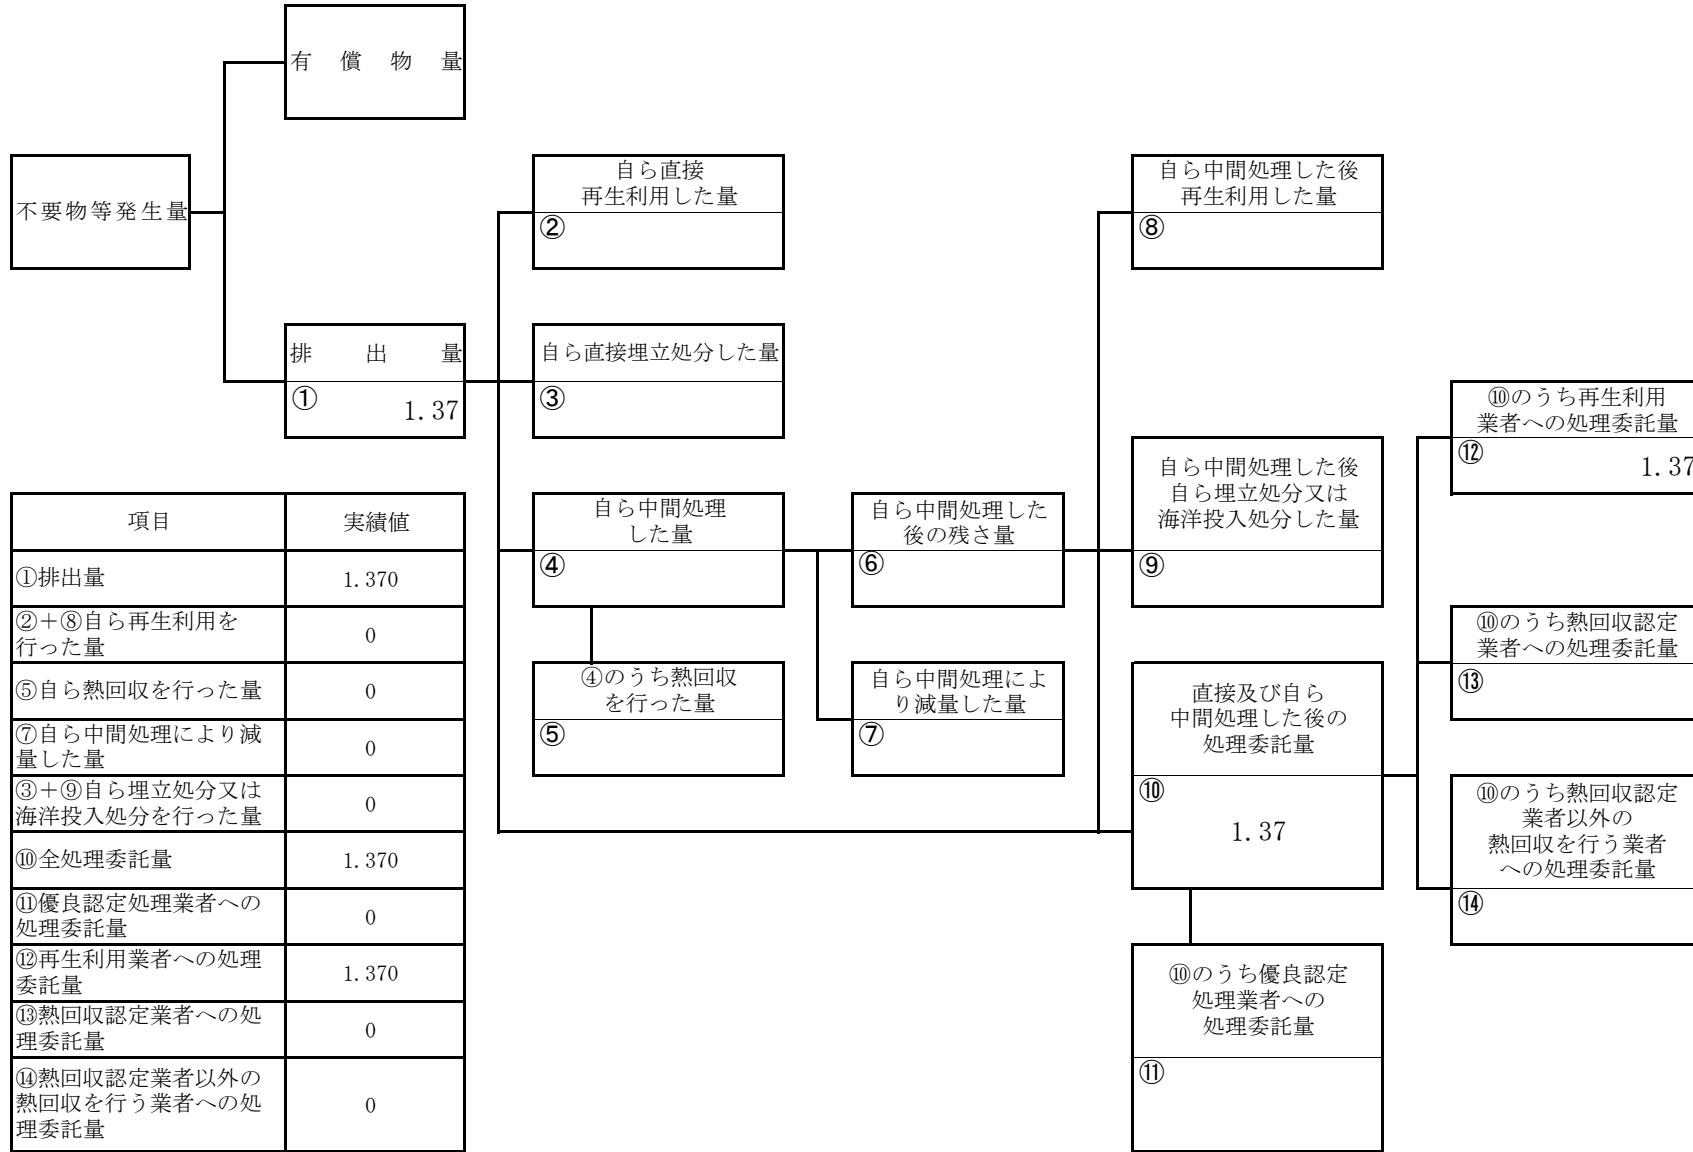 有償物量
不要物等発生量
自ら直接
再生利用した量
②
自ら中間処理した後
再生利用した量
⑧
排出量
①
1.37
自ら直接埋立処分した量
③
⑩のうち再生利用
業者への処理委託量
⑫
1.37
自ら中間処理
した量
④
自ら中間処理した
後の残さ量
⑥
自ら中間処理した後
自ら埋立処分又は
海洋投入処分した量
⑨
④のうち熱回収
を行った量
⑤
自ら中間処理によ
り減量した量
⑦
直接及び自ら
中間処理した後の
処理委託量
⑩
1.37
⑩のうち熱回収認定
業者への処理委託量
⑬
⑩のうち熱回収認定
業者以外の
熱回収を行う業者
への処理委託量
⑭
⑩のうち優良認定
処理業者への
処理委託量
⑪
項目 実績値
①排出量 1.370
②+⑧自ら再生利用を
行った量 0
⑤自ら熱回収を行った量 0
⑦自ら中間処理により減
量した量 0
③+⑨自ら埋立処分又は
海洋投入処分を行った量 0
⑩全処理委託量 1.370
⑪優良認定処理業者への
処理委託量 0
⑫再生利用業者への処理
委託量 1.370
⑬熱回収認定業者への処
理委託量 0
⑭熱回収認定業者以外の
熱回収を行う業者への処
理委託量 0